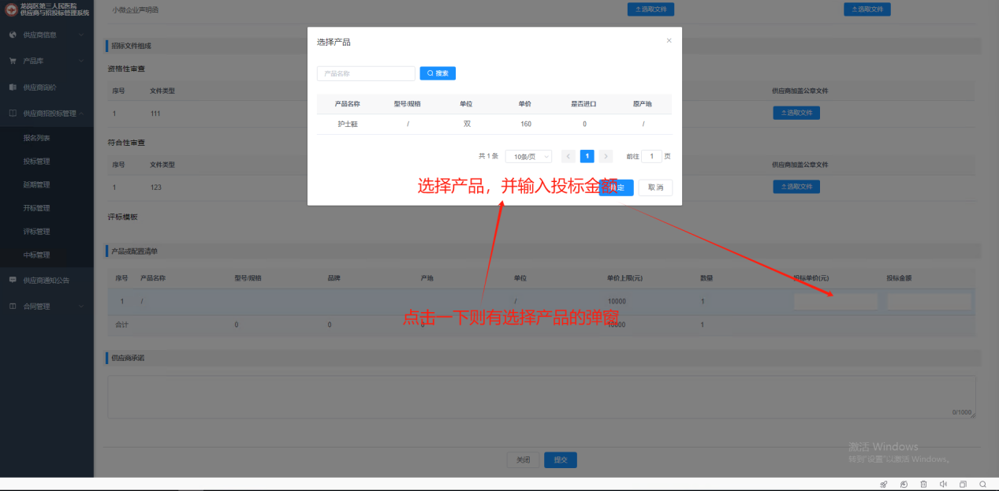 龙岗区第三人民医院
供应商与招投标管理系统
供应商信息
产品库
供应商询价
供应商招投标管理
报名列表
投标管理
延期管理
开标管理
评标管理
中标管理
供应商通知公告
合同管理
小微企业声明函
选取文件
选取文件
招标文件组成
资格性审查
序号 文件类型 供应商加盖公章文件
1 111 选取文件
符合性审查
序号 文件类型 供应商加盖公章文件
1 123 选取文件
评标模板
选择产品
产品名称
搜索
产品名称 型号/规格 单位 单价 是否进口 原产地
护士鞋 / 双 160 0 /
共 1 条 10条/页 1 前往 1 页
选择产品，并输入投标金额
定 取 消
产品或配置清单
序号 产品名称 型号/规格 品牌 产地 单位 单价上限(元) 数量 投标单价(元) 投标金额
1 / / 10000 1
点击一下则有选择产品的弹窗
合计 0 0 0 10000 1
供应商承诺
0/1000
关闭 提交
激活 Windows
转到"设置"以激活 Windows。